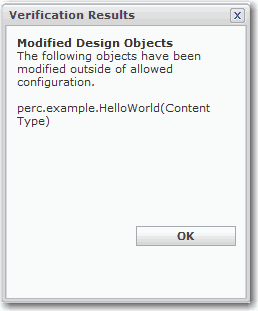 Verification Results
Modified Design Objects
The following objects have been
modified outside of allowed
configuration.
perc.example.HelloWorld(Content
Type)
OK